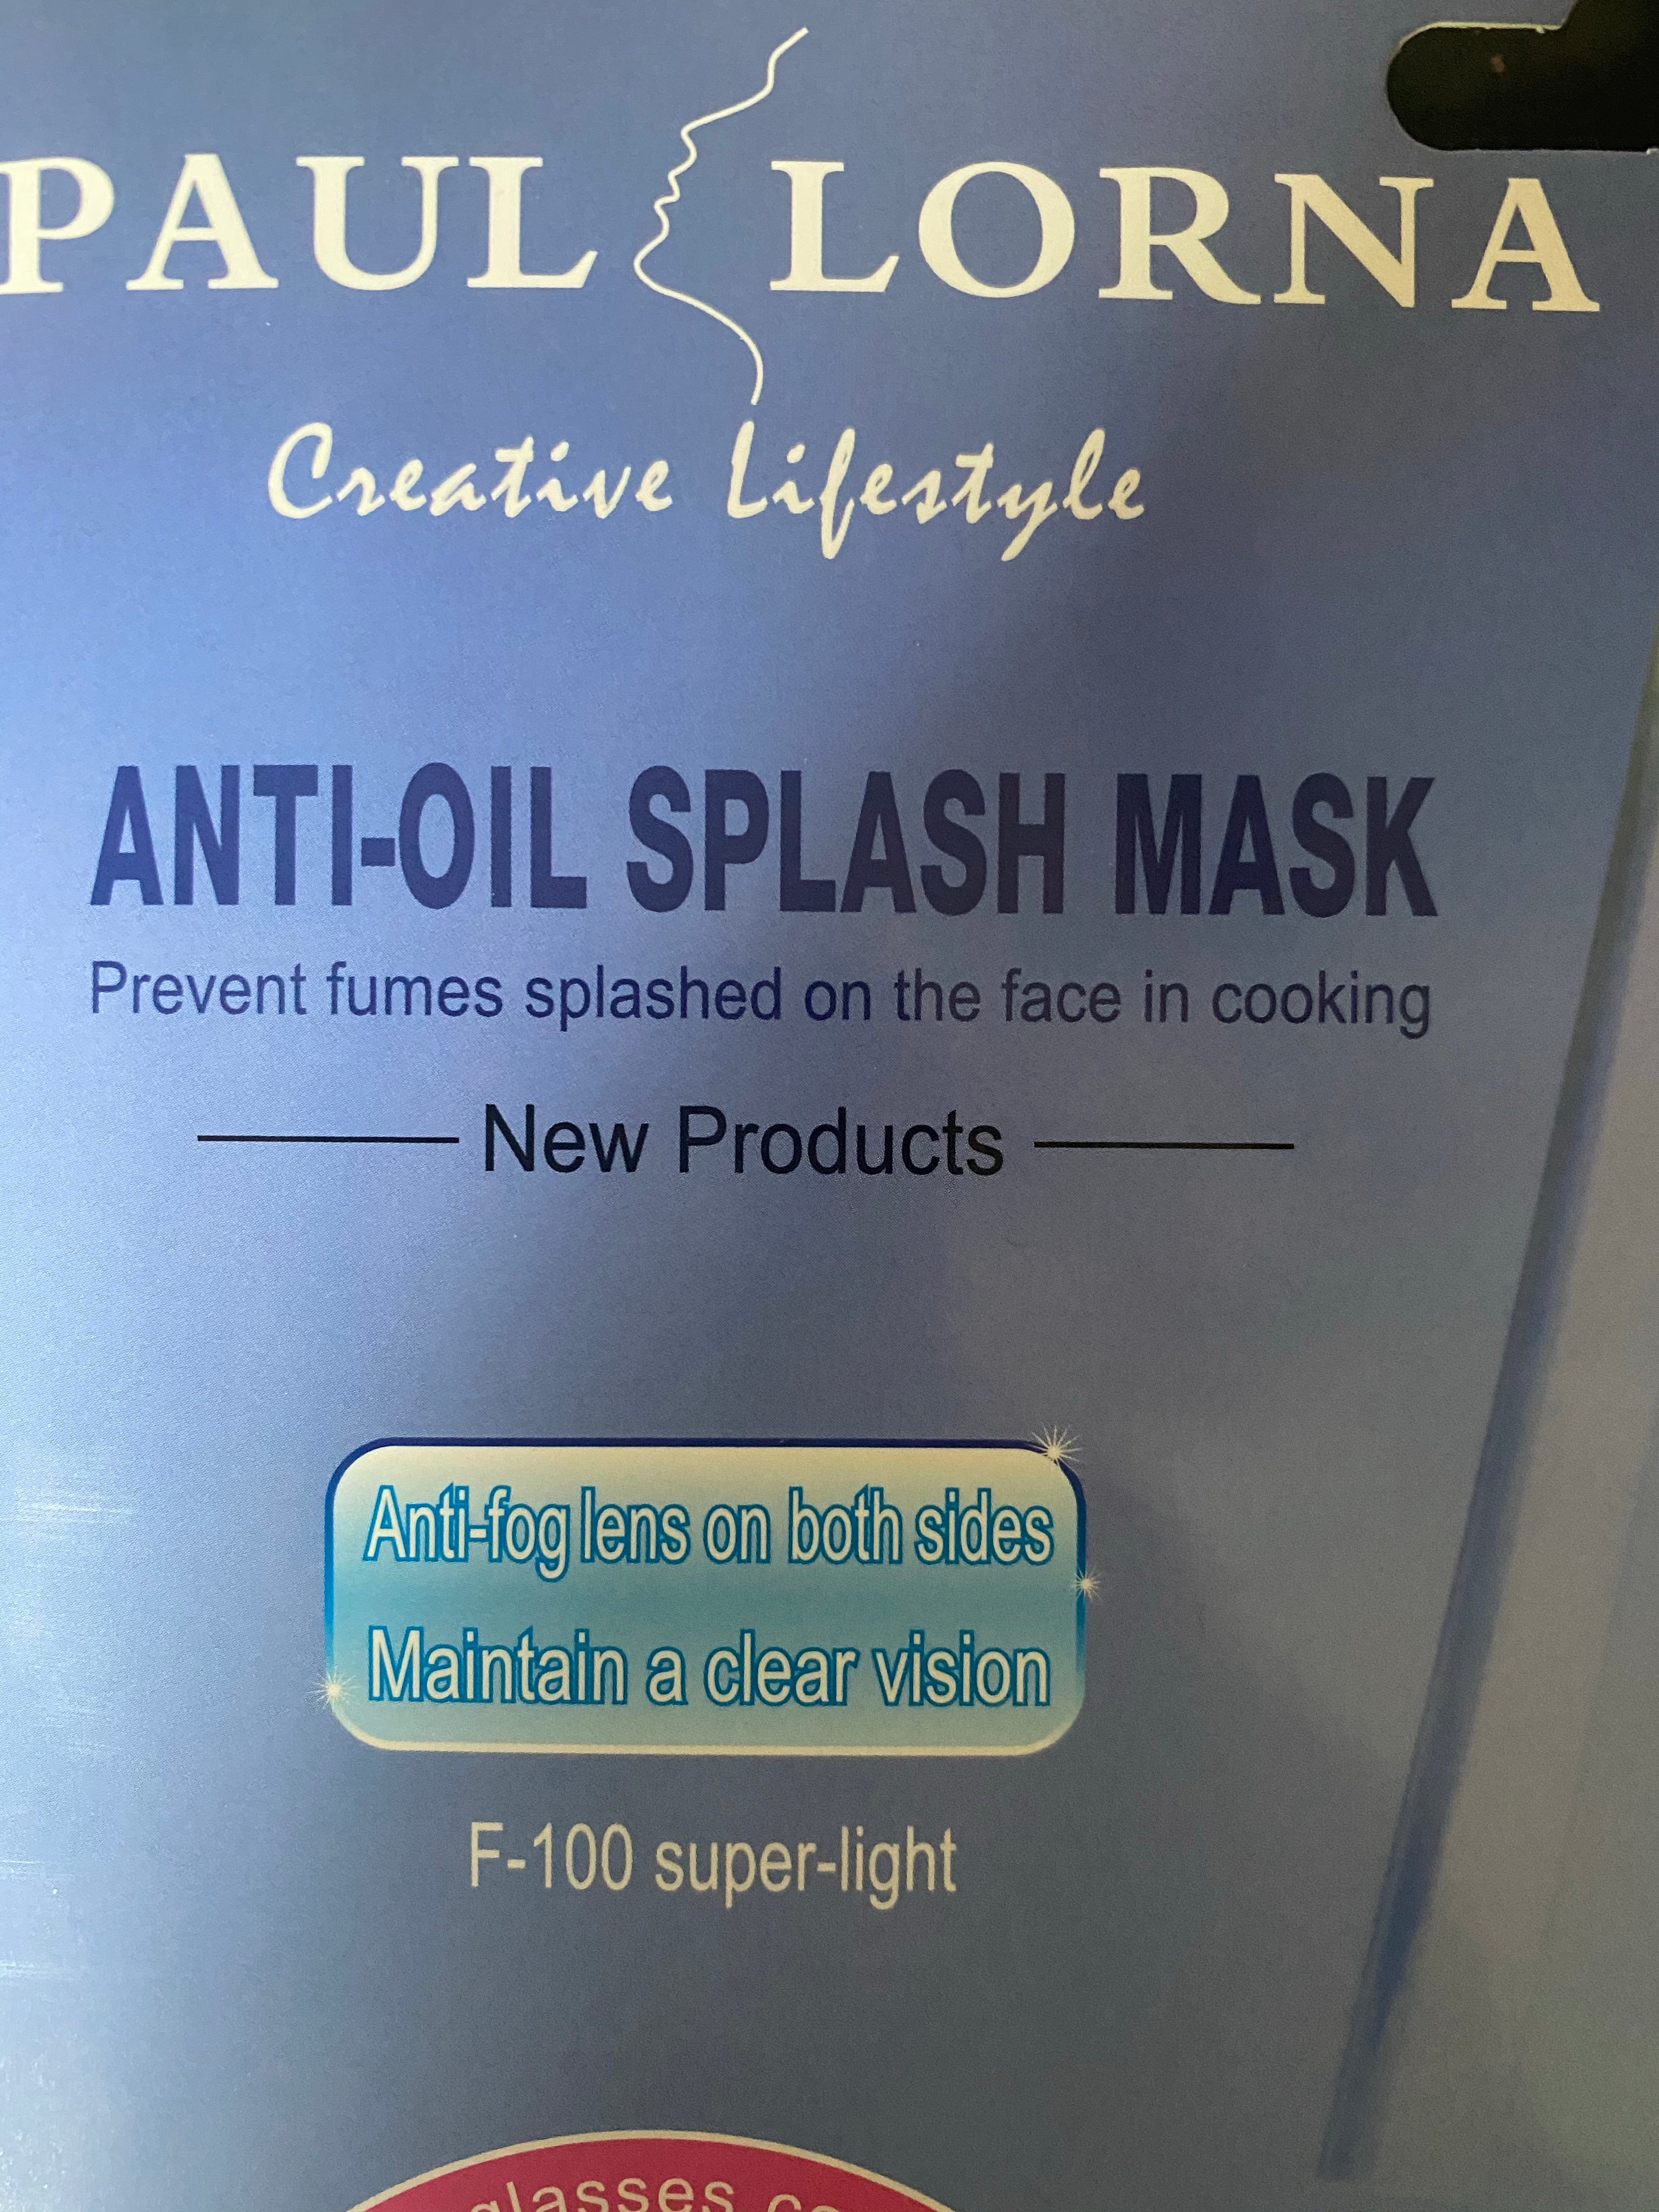 PAUL LORNA
Creative Lifestyle
ANTI-OIL SPLASH MASK
Prevent fumes splashed on the face in cooking
New Products
Anti-fog lens on both sides
Maintain a clear vision
F-100 super-light
glasses